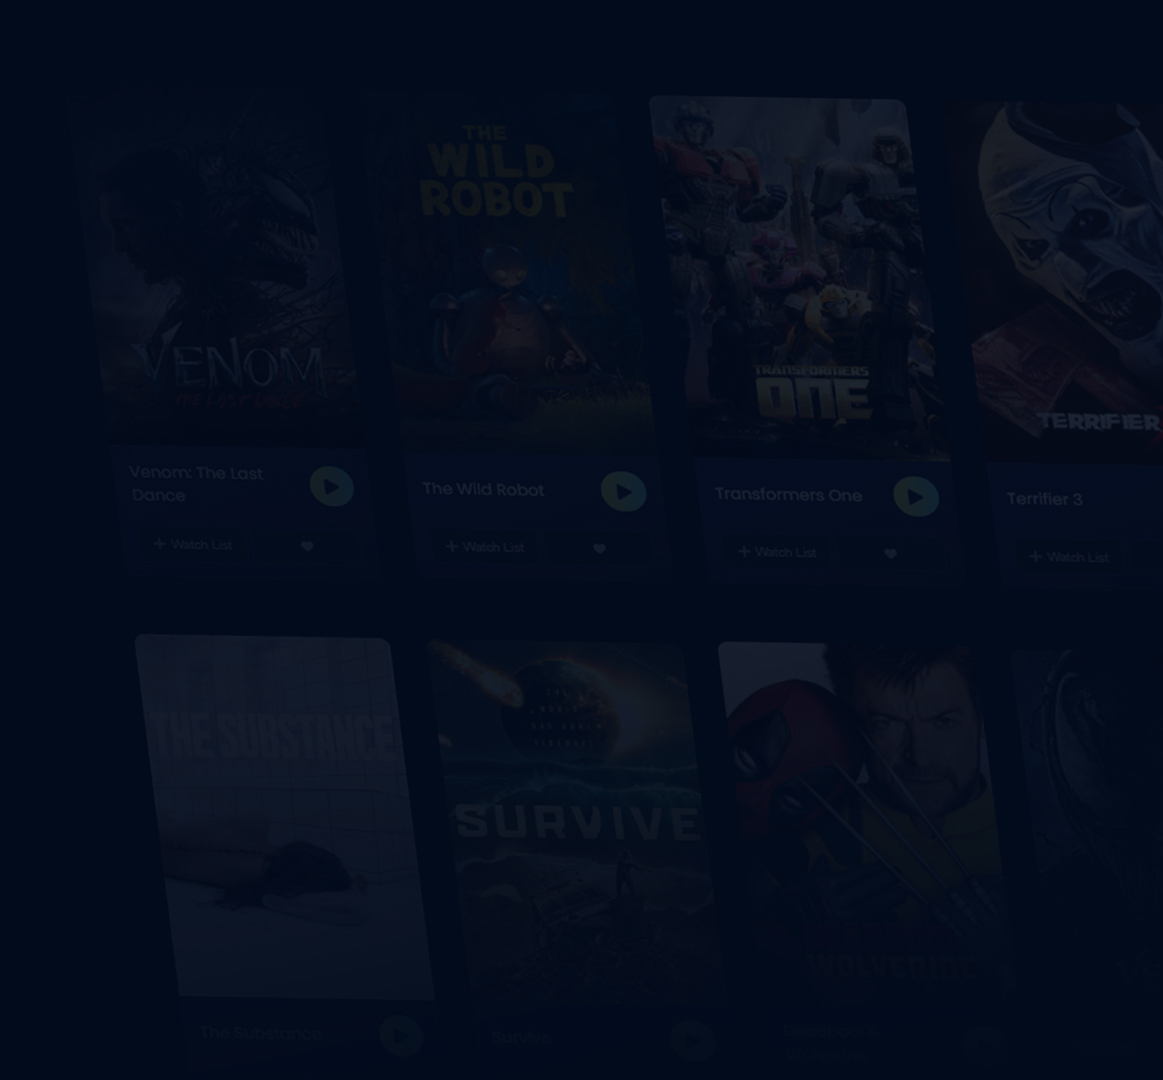 THE
WILD
ROBOT
VENOM
THE LAST DANCE
TRANSFORMERS
ONE
TERRIFIER
Venom: The Last
Dance
The Wild Robot
Transformers One
Terrifier 3
+ Watch List
+ Watch List
+ Watch List
+ Watch List
THE SUBSTANCE
SURVIVE
WOLVERINE
The Substance
Survive